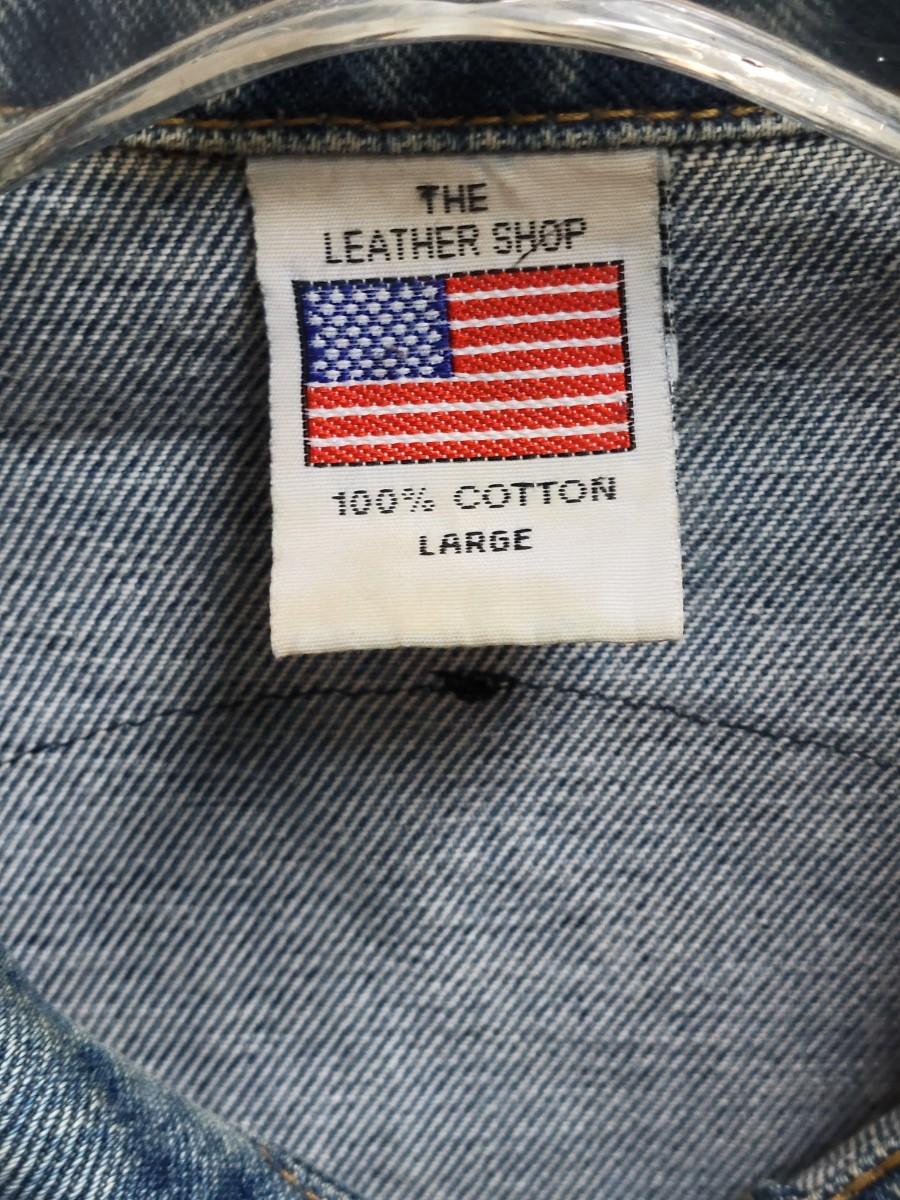 THE
LEATHER SHOP
100% COTTON
LARGE